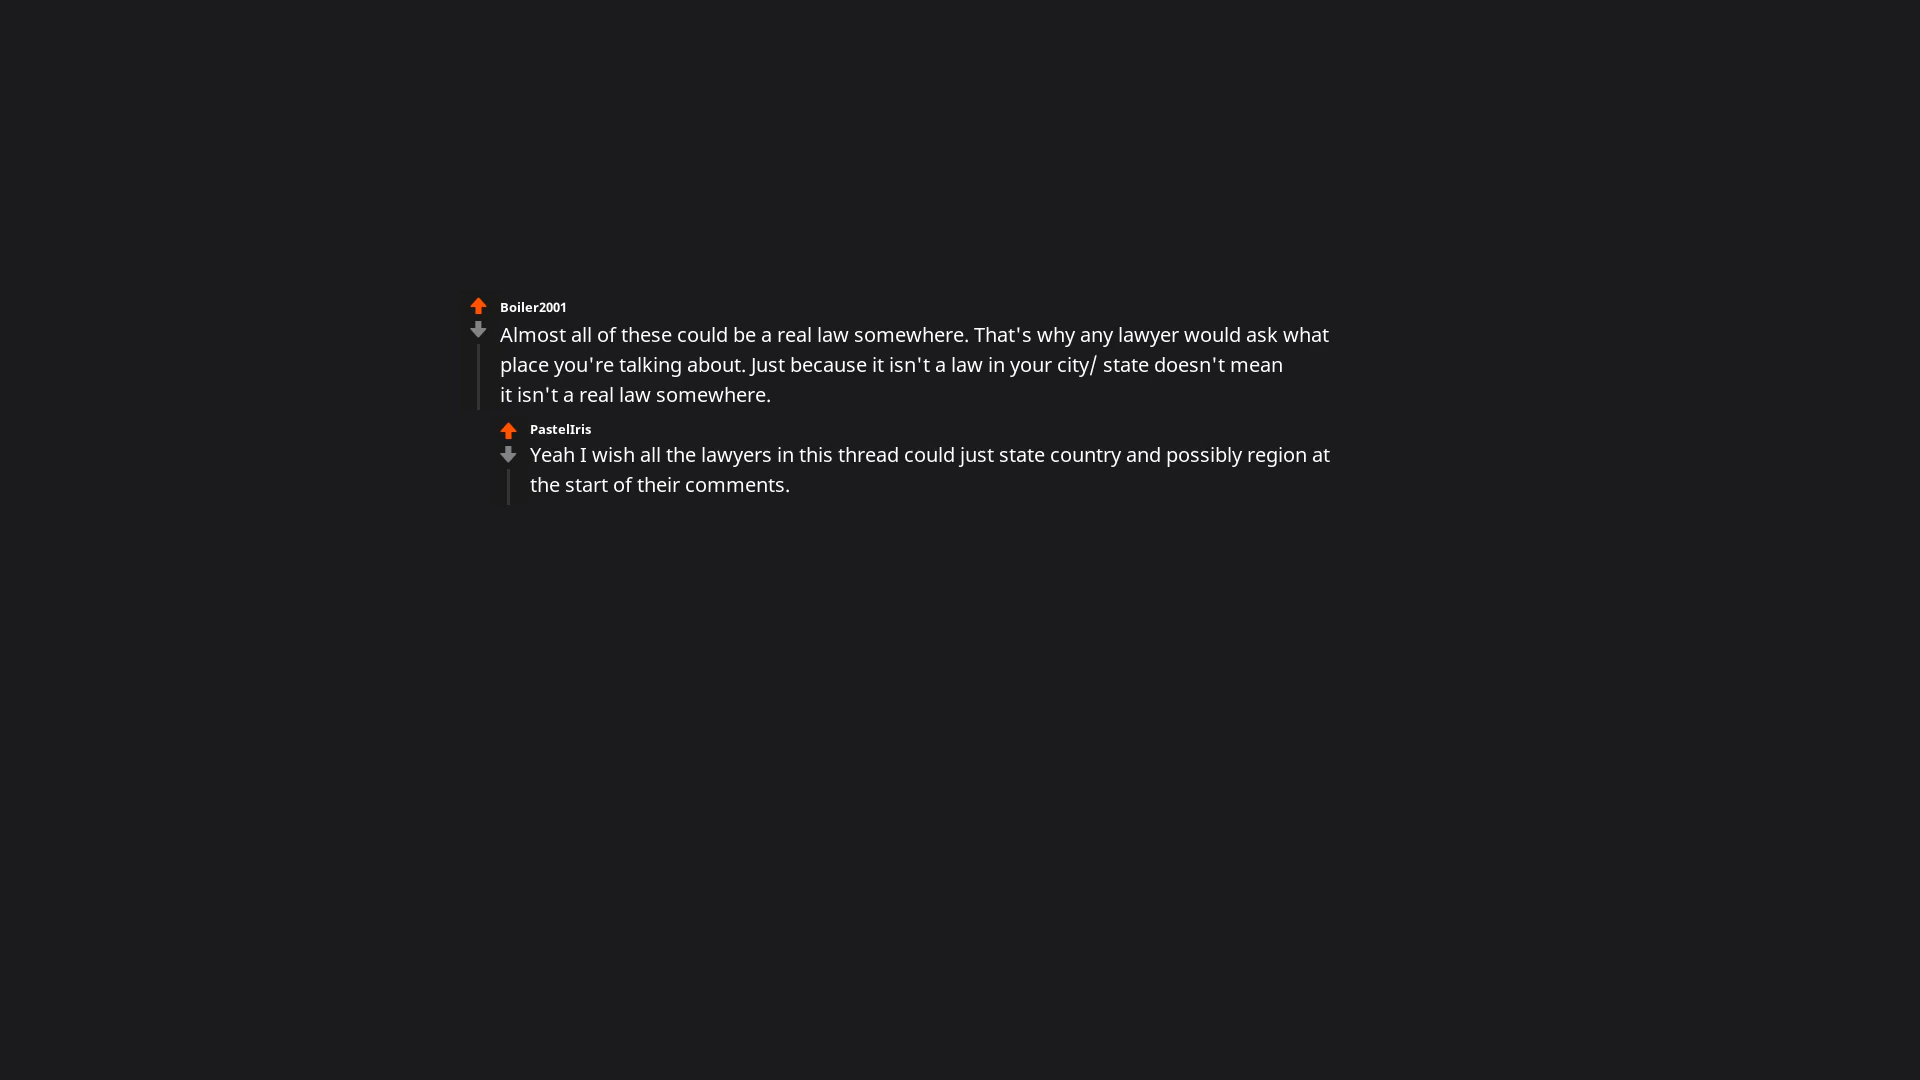 Boiler2001
Almost all of these could be a real law somewhere. That's why any lawyer would ask what
place you're talking about. Just because it isn't a law in your city/ state doesn't mean
it isn't a real law somewhere.
PastelIris
Yeah I wish all the lawyers in this thread could just state country and possibly region at
the start of their comments.